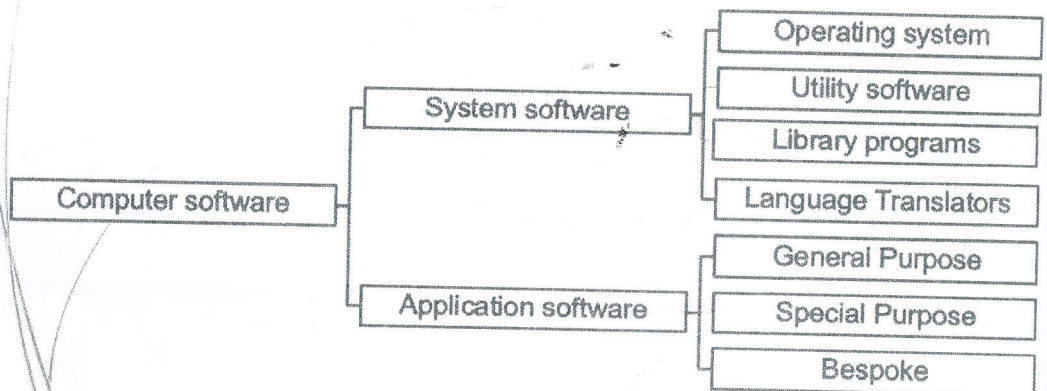 Operating system
Utility software
System software
Library programs
Computer software
Language Translators
General Purpose
Application software
Special Purpose
Bespoke